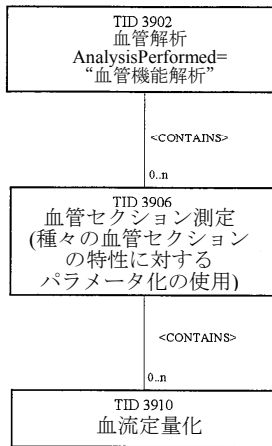 TID 3902
血管解析
AnalysisPerformed=
“血管機能解析”
<CONTAINS>
0..n
TID 3906
血管セクション測定
(種々の血管セクション
の特性に対する
パラメータ化の使用)
<CONTAINS>
0..n
TID 3910
血流定量化